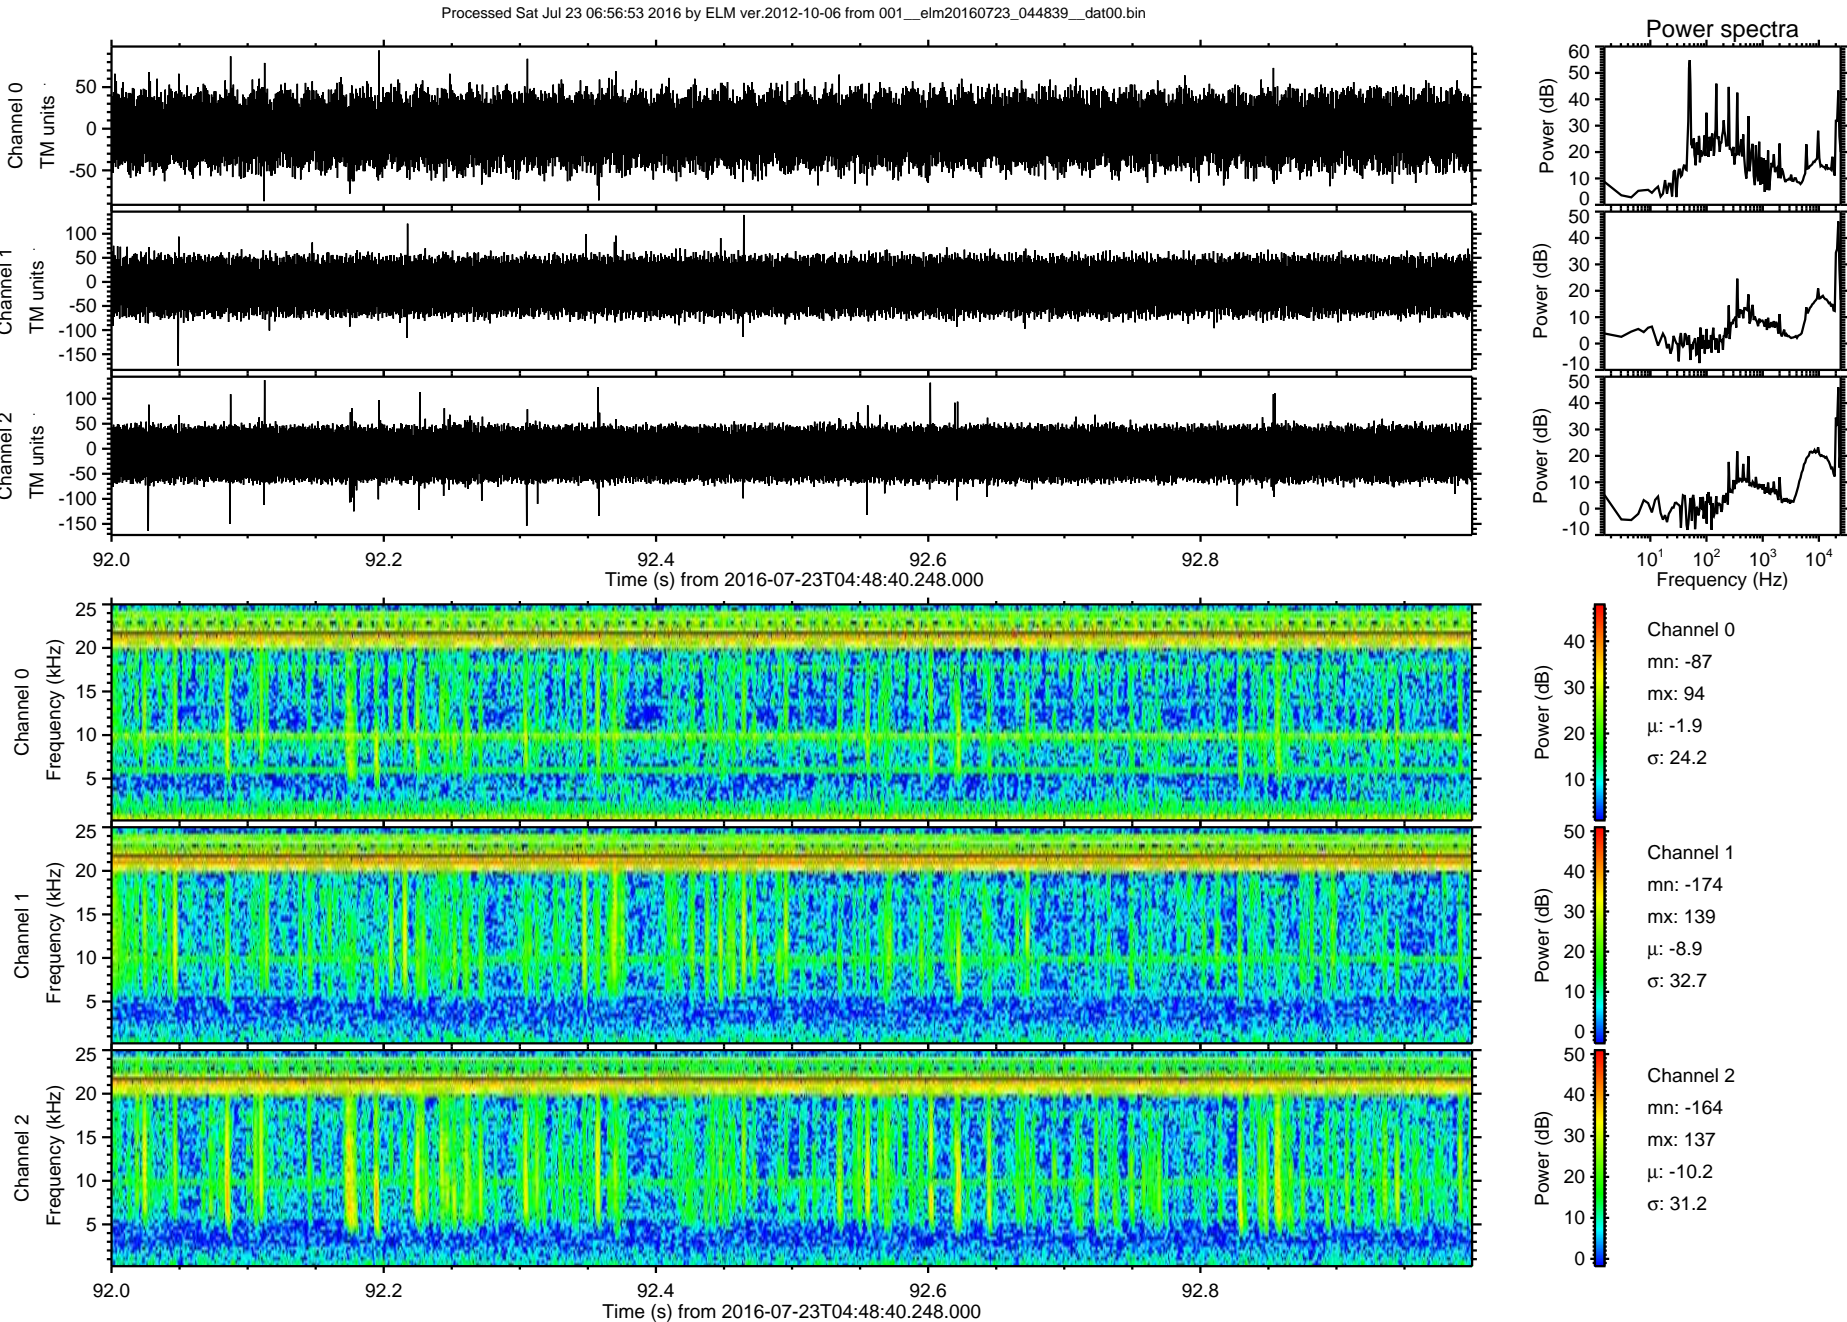 Processed Sat Jul 23 06:56:53 2016 by ELM ver.2012-10-06 from 001__elm20160723_044839__dat00.bin
Power spectra
Channel 0
TM units
50
0
-50
Power (dB)
60
50
40
30
20
10
0
Channel 1
TM units
100
50
0
-50
-100
-150
Power (dB)
50
40
30
20
10
0
-10
Channel 2
TM units
100
50
0
-50
-100
-150
Power (dB)
50
40
30
20
10
0
-10
92.0 92.2 92.4 92.6 92.8
Time (s) from 2016-07-23T04:48:40.248.000
10^1 10^2 10^3 10^4
Frequency (Hz)
Channel 0
Frequency (kHz)
25
20
15
10
5
Power (dB)
40
30
20
10
Channel 0
mn: -87
mx: 94
μ: -1.9
σ: 24.2
Channel 1
Frequency (kHz)
25
20
15
10
5
Power (dB)
50
40
30
20
10
0
Channel 1
mn: -174
mx: 139
μ: -8.9
σ: 32.7
Channel 2
Frequency (kHz)
25
20
15
10
5
Power (dB)
50
40
30
20
10
0
Channel 2
mn: -164
mx: 137
μ: -10.2
σ: 31.2
92.0 92.2 92.4 92.6 92.8
Time (s) from 2016-07-23T04:48:40.248.000